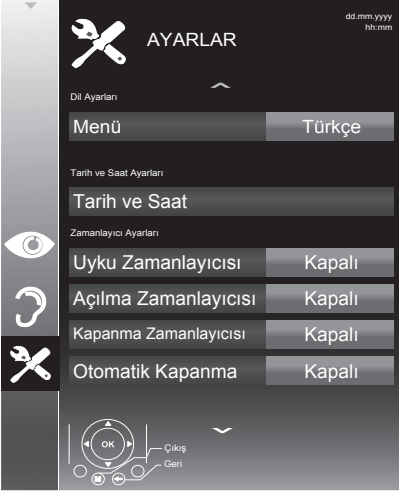 dd.mm.yyyy
hh:mm
AYARLAR
Dil Ayarları
Menü Türkçe
Tarih ve Saat Ayarları
Tarih ve Saat
Zamanlayıcı Ayarları
Uyku Zamanlayıcısı Kapalı
Açılma Zamanlayıcısı Kapalı
Kapanma Zamanlayıcısı Kapalı
Otomatik Kapanma Kapalı
OK
Çıkış
M
Geri